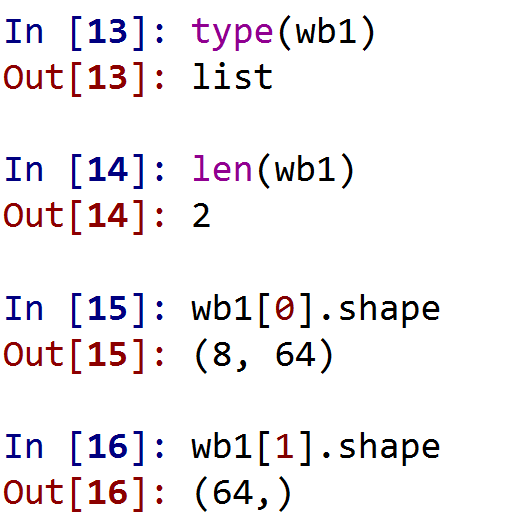 In [13]: type(wb1)
Out[13]: list
In [14]: len(wb1)
Out[14]: 2
In [15]: wb1[0].shape
Out[15]: (8, 64)
In [16]: wb1[1].shape
Out[16]: (64,)